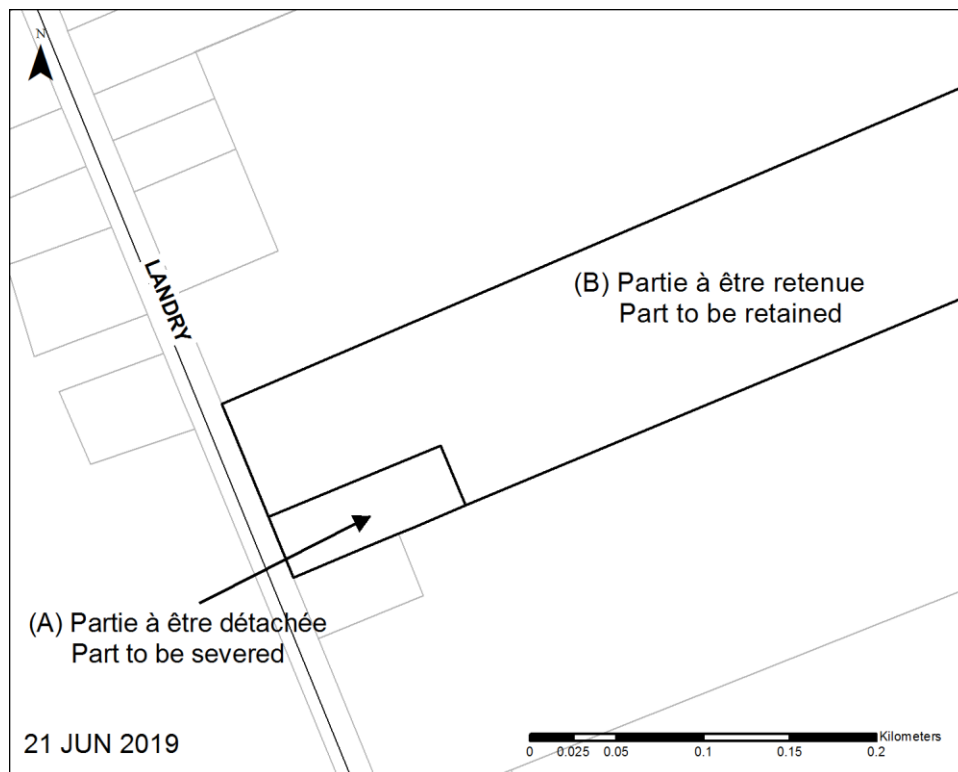 N
LANDRY
(B) Partie à être retenue
Part to be retained
(A) Partie à être détachée
Part to be severed
21 JUN 2019
Kilometers
0 0.025 0.05 0.1 0.15 0.2